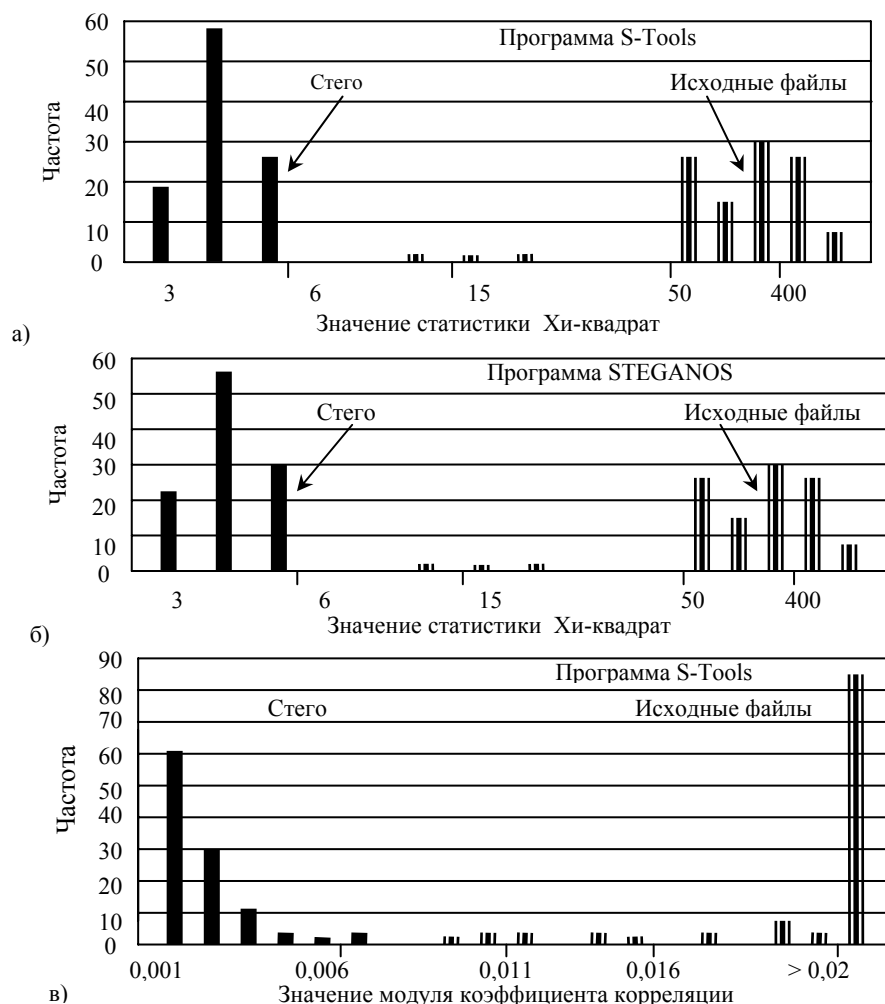 60
Программа S-Tools
50
Стего
Исходные файлы
40
30
20
10
0
Частота
3 6 15 50 400
Значение статистики Хи-квадрат
а)
60
Программа STEGANOS
50
Стего
Исходные файлы
40
30
20
10
0
Частота
3 6 15 50 400
Значение статистики Хи-квадрат
б)
90
Программа S-Tools
80
Стего
Исходные файлы
70
60
50
40
30
20
10
0
Частота
0,001 0,006 0,011 0,016 > 0,02
Значение модуля коэффициента корреляции
в)